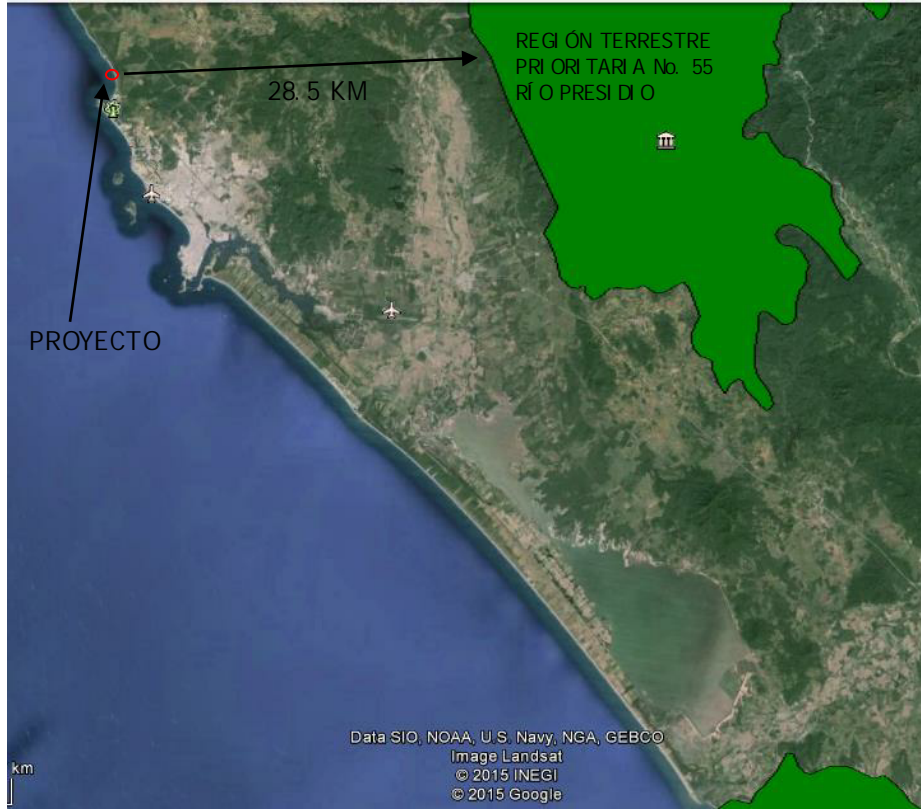 REGIÓN TERRESTRE
PRIORITARIA No. 55
RÍO PRESIDIO
28.5 KM
PROYECTO
Data SIO, NOAA, U.S. Navy, NGA, GEBCO
Image Landsat
© 2015 INEGI
© 2015 Google
km